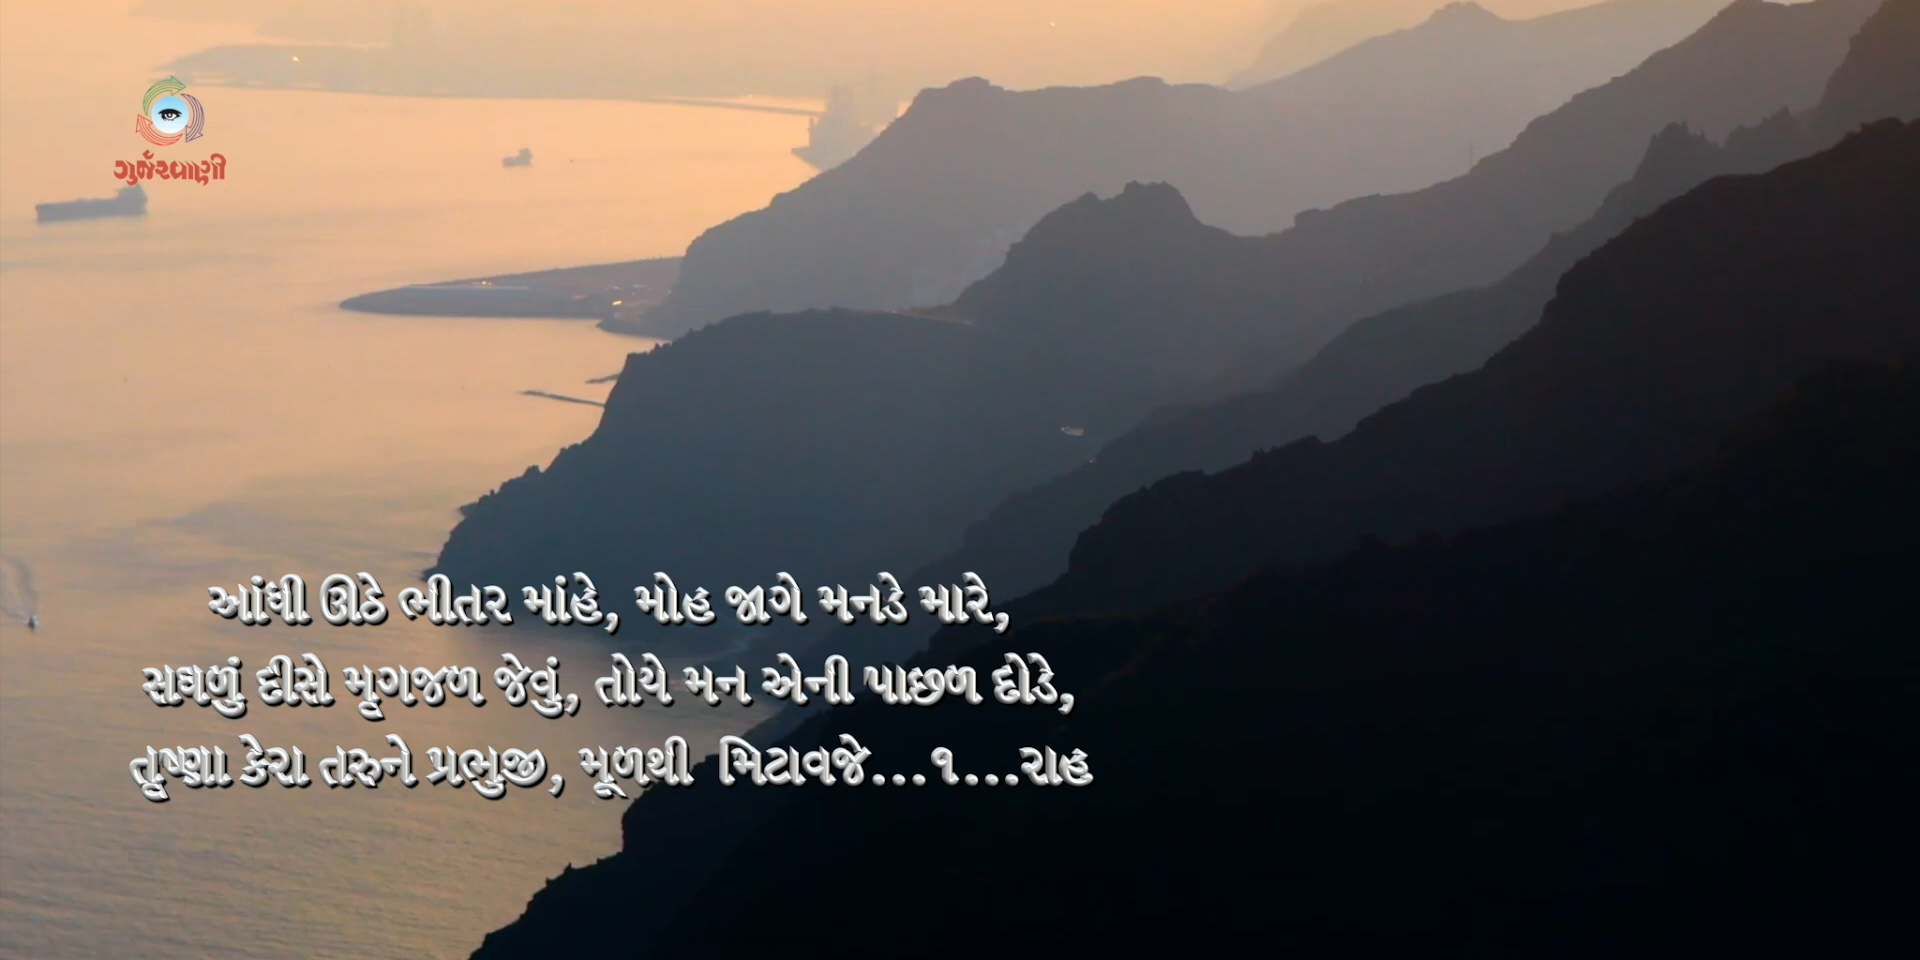 ગુર્જરવાણી
આંધી ઊઠે ભીતર માંહે, મોહ જાગે મનડે મારે,
સઘળું દીસે મૃગજળ જેવું, તોયે મન એની પાછળ દોડે,
તૃષ્ણા કેરા તરુને પ્રભુજી, મૂળથી મિટાવજે...૧...રાહ